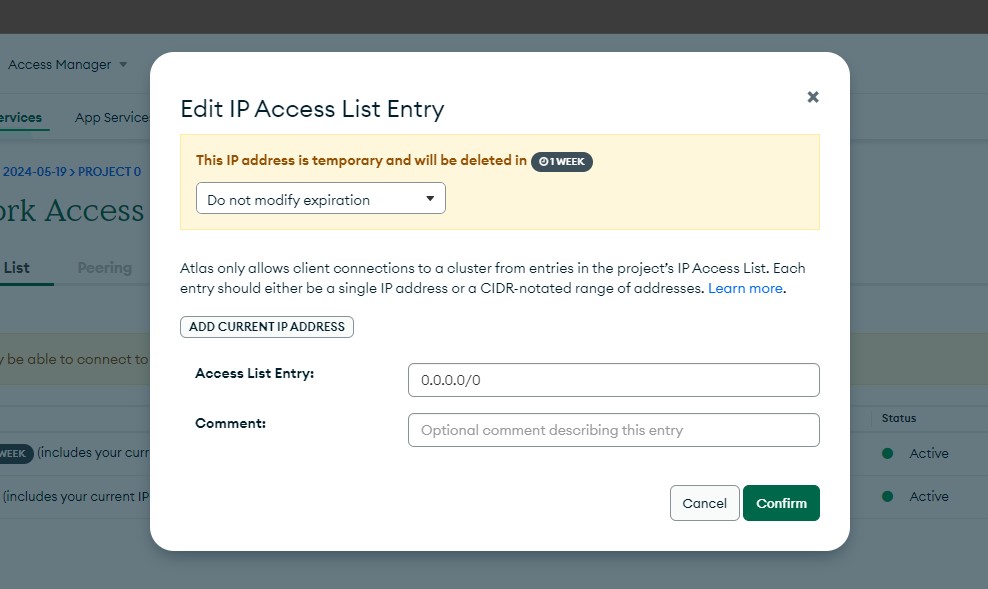 Access Manager
App Service
2024-05-19 > PROJECT 0
Access
List
Peering
be able to connect to
WEEK (includes your curr
(includes your current IP
Edit IP Access List Entry
This IP address is temporary and will be deleted in 1 WEEK
Do not modify expiration
Atlas only allows client connections to a cluster from entries in the project's IP Access List. Each
entry should either be a single IP address or a CIDR-notated range of addresses. Learn more.
ADD CURRENT IP ADDRESS
Access List Entry: 0.0.0.0/0
Comment: Optional comment describing this entry
Cancel Confirm
Status
Active
Active